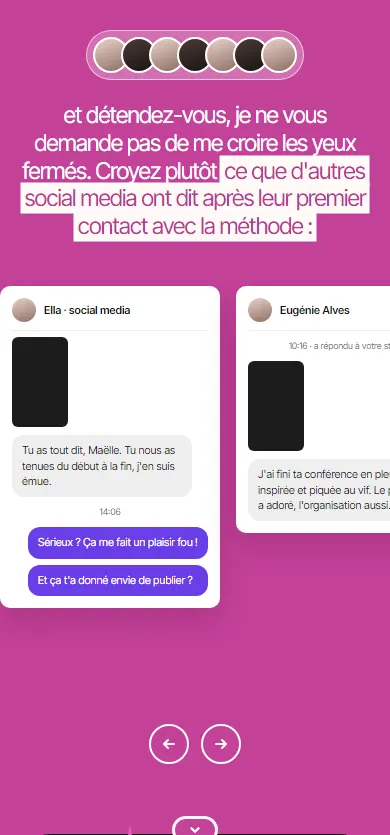 et détendez-vous, je ne vous
demande pas de me croire les yeux
fermés. Croyez plutôt ce que d'autres
social media ont dit après leur premier
contact avec la méthode :
Ella · social media
Tu as tout dit, Maëlle. Tu nous as
tenues du début à la fin, j'en suis
émue.
14:06
Sérieux ? Ça me fait un plaisir fou !
Et ça t'a donné envie de publier ?
Eugénie Alves
10:16 · a répondu à votre
J'ai fini ta conférence en
inspirée et piquée au vif. Le
a adoré, l'organisation aussi.